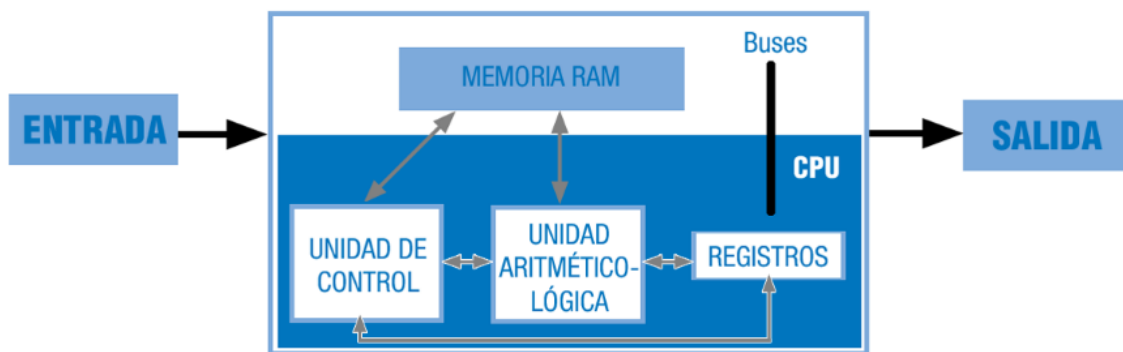 Buses
MEMORIA RAM
ENTRADA
SALIDA
CPU
UNIDAD DE
CONTROL
UNIDAD
ARITMÉTICO-
LÓGICA
REGISTROS